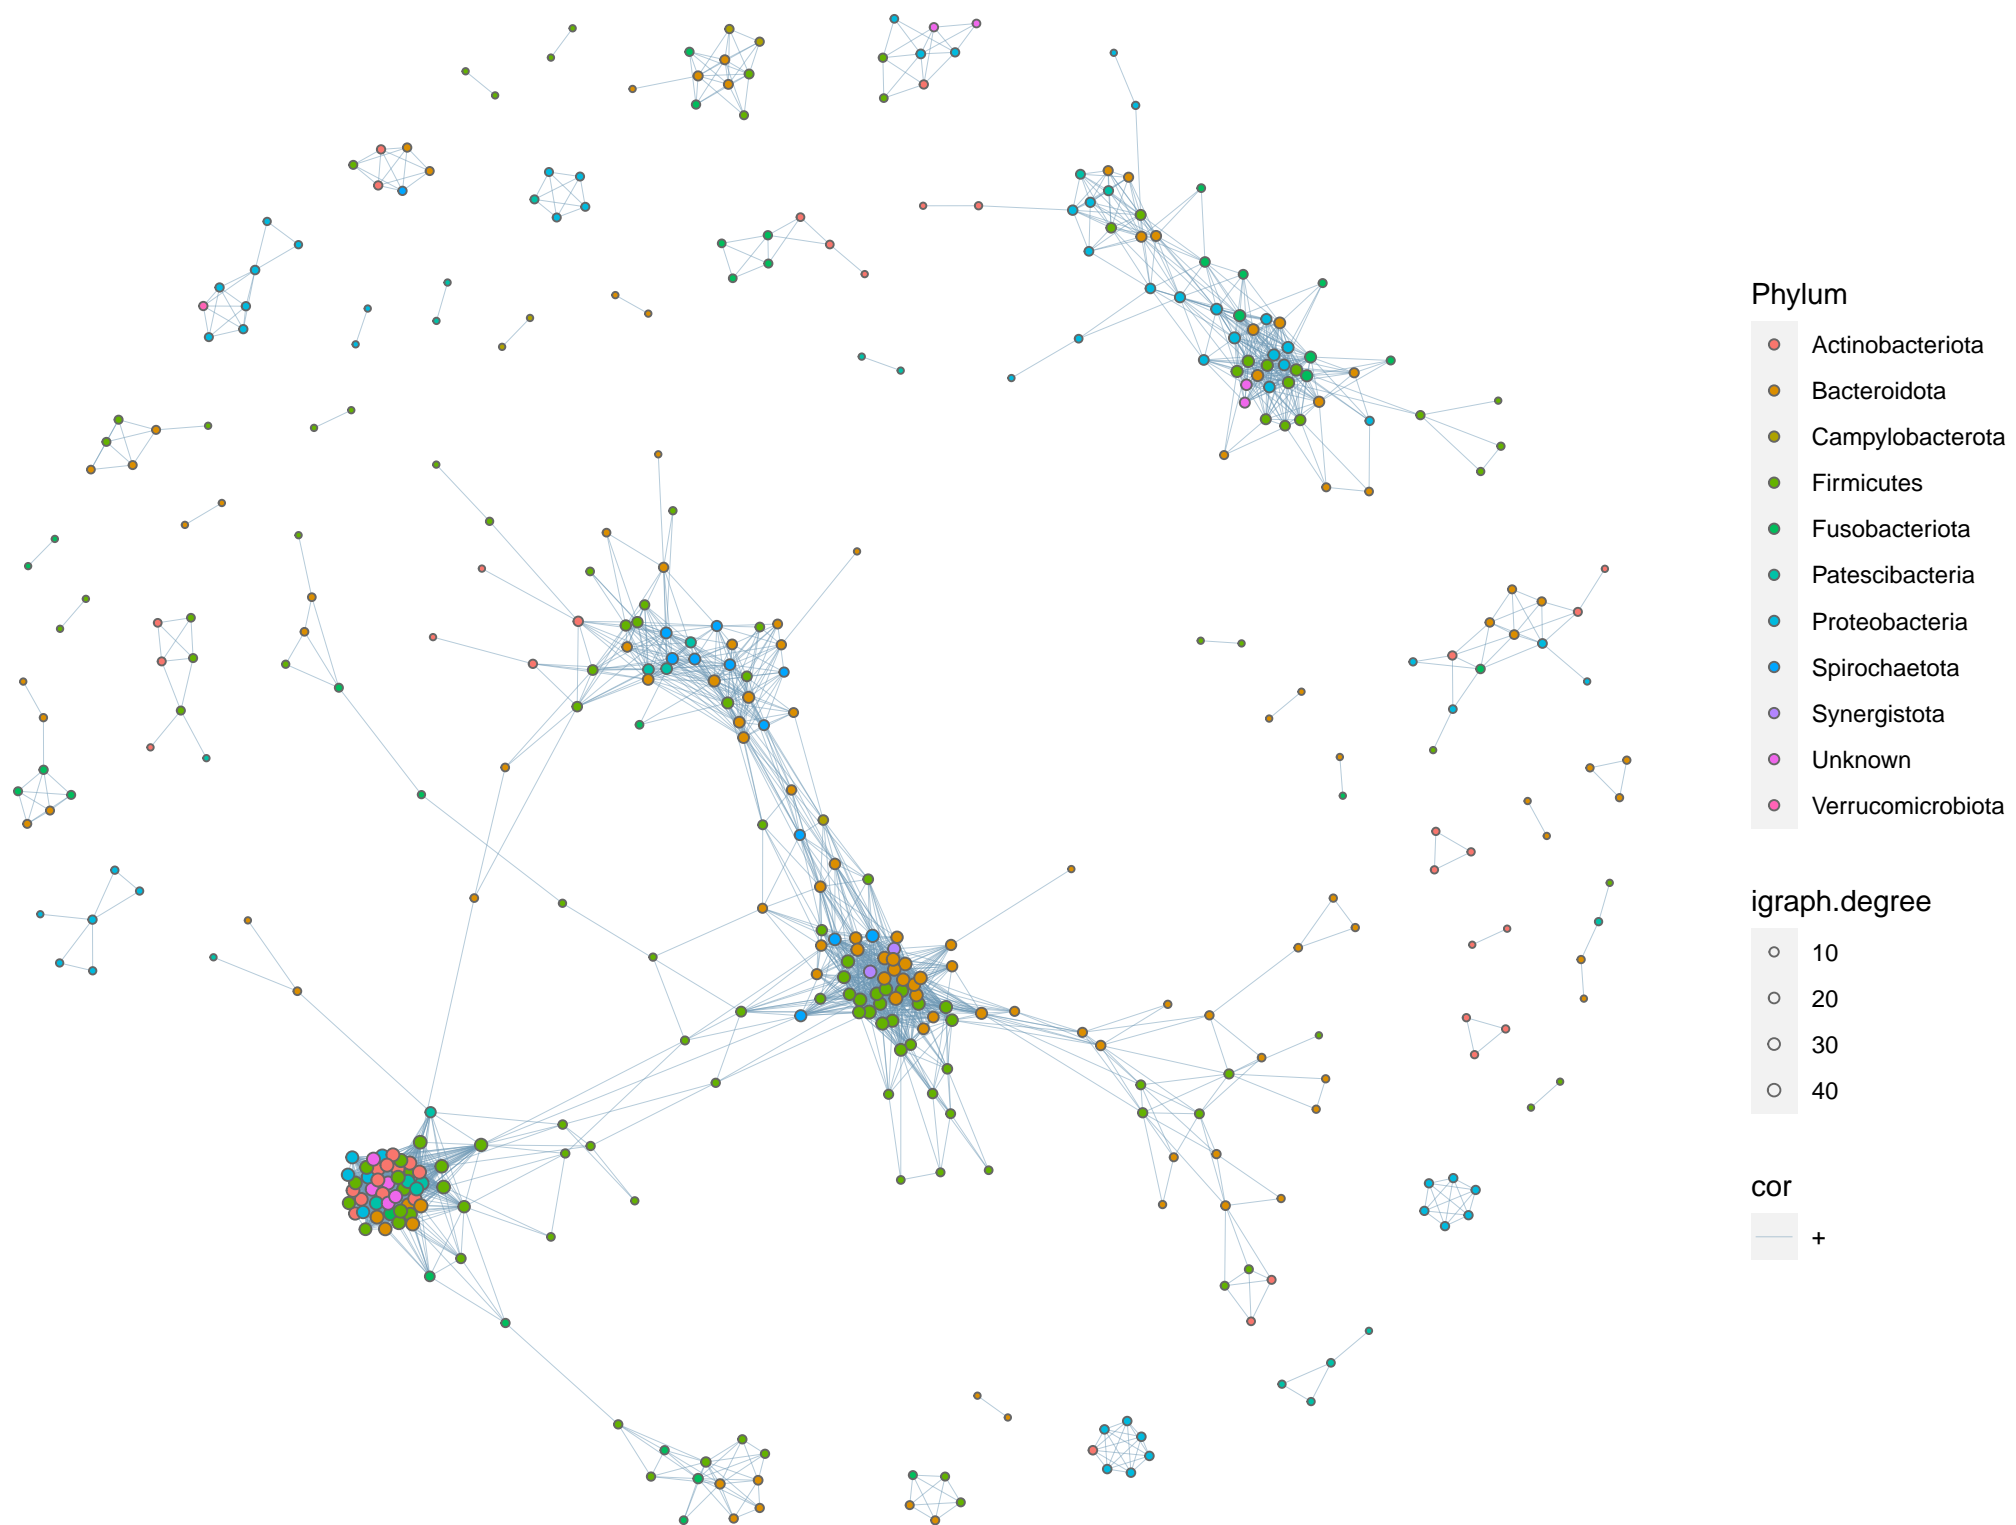 Phylum
Actinobacteriota
Bacteroidota
Campylobacterota
Firmicutes
Fusobacteriota
Patescibacteria
Proteobacteria
Spirochaetota
Synergistota
Unknown
Verrucomicrobiota
igraph.degree
10
20
30
40
cor
+